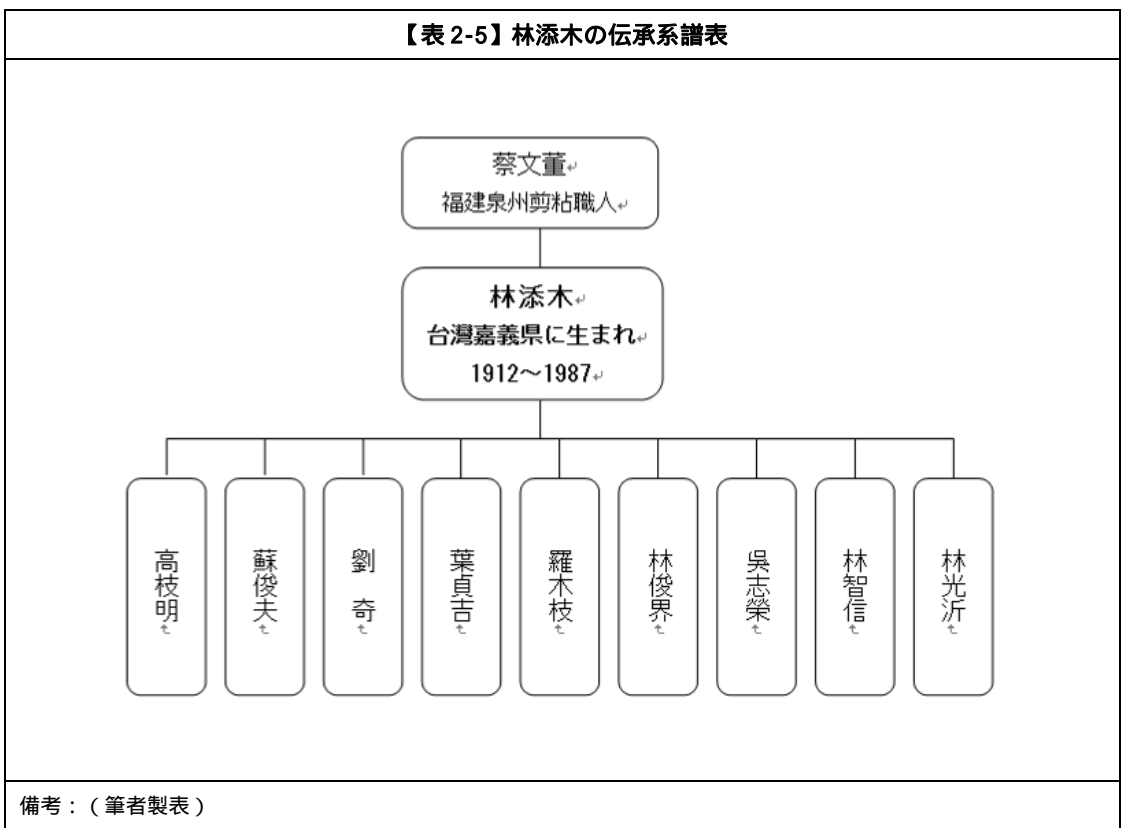 【表 2-5】林添木の伝承系譜表
蔡文董
福建泉州剪粘職人
林添木
台灣嘉義県に生まれ
1912～1987
高枝明
蘇俊夫
劉　奇
葉貞吉
羅木枝
林俊界
吳志榮
林智信
林光沂
備考：（筆者製表）